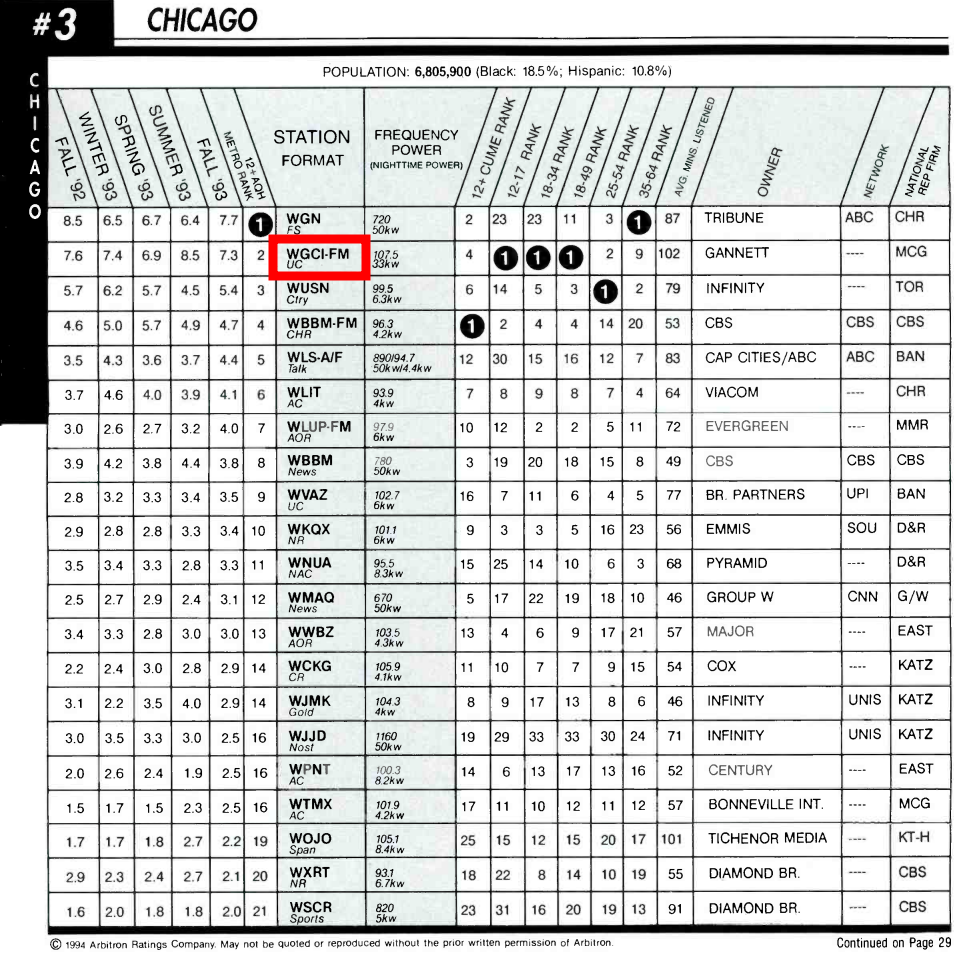 #3 CHICAGO
CHICAGO
POPULATION: 6,805,900 (Black: 18.5%; Hispanic: 10.8%)
FALL '92 WINTER '93 SPRING '93 SUMMER '93 FALL '93 12+ AQH METRO RANK STATION FORMAT FREQUENCY POWER (NIGHTTIME POWER) 12+ CUME RANK 12-17 RANK 18-34 RANK 18-49 RANK 25-54 RANK 35-64 RANK AVG. MINS. LISTENED OWNER NETWORK NATIONAL REP FIRM
8.5 6.5 6.7 6.4 7.7 1 WGN 720 2 23 23 11 3 1 87 TRIBUNE ABC CHR
FS 50kw
7.6 7.4 6.9 8.5 7.3 2 WGCI-FM 107.5 4 1 1 1 2 9 102 GANNETT ---- MCG
UC 33kw
5.7 6.2 5.7 4.5 5.4 3 WUSN 99.5 6 14 5 3 1 2 79 INFINITY ---- TOR
Ctry 6.3kw
4.6 5.0 5.7 4.9 4.7 4 WBBM-FM 96.3 1 2 4 4 14 20 53 CBS CBS CBS
CHR 4.2kw
3.5 4.3 3.6 3.7 4.4 5 WLS-A/F 890/94.7 12 30 15 16 12 7 83 CAP CITIES/ABC ABC BAN
Talk 50kw/4.4kw
3.7 4.6 4.0 3.9 4.1 6 WLIT 93.9 7 8 9 8 7 4 64 VIACOM ---- CHR
AC 4kw
3.0 2.6 2.7 3.2 4.0 7 WLUP-FM 97.9 10 12 2 2 5 11 72 EVERGREEN ---- MMR
AOR 6kw
3.9 4.2 3.8 4.4 3.8 8 WBBM 780 3 19 20 18 15 8 49 CBS CBS CBS
News 50kw
2.8 3.2 3.3 3.4 3.5 9 WVAZ 102.7 16 7 11 6 4 5 77 BR. PARTNERS UPI BAN
UC 6kw
2.9 2.8 2.8 3.3 3.4 10 WKQX 101.1 9 3 3 5 16 23 56 EMMIS SOU D&R
NR 6kw
3.5 3.4 3.3 2.8 3.3 11 WNUA 95.5 15 25 14 10 6 3 68 PYRAMID ---- D&R
NAC 8.3kw
2.5 2.7 2.9 2.4 3.1 12 WMAQ 670 5 17 22 19 18 10 46 GROUP W CNN G/W
News 50kw
3.4 3.3 2.8 3.0 3.0 13 WWBZ 103.5 13 4 6 9 17 21 57 MAJOR ---- EAST
AOR 4.3kw
2.2 2.4 3.0 2.8 2.9 14 WCKG 105.9 11 10 7 7 9 15 54 COX ---- KATZ
CR 4.1kw
3.1 2.2 3.5 4.0 2.9 14 WJMK 104.3 8 9 17 13 8 6 46 INFINITY UNIS KATZ
Gold 4kw
3.0 3.5 3.3 3.0 2.5 16 WJJD 1160 19 29 33 33 30 24 71 INFINITY UNIS KATZ
Nost 50kw
2.0 2.6 2.4 1.9 2.5 16 WPNT 100.3 14 6 13 17 13 16 52 CENTURY ---- EAST
AC 8.2kw
1.5 1.7 1.5 2.3 2.5 16 WTMX 101.9 17 11 10 12 11 12 57 BONNEVILLE INT. ---- MCG
AC 4.2kw
1.7 1.7 1.8 2.7 2.2 19 WOJO 105.1 25 15 12 15 20 17 101 TICHENOR MEDIA ---- KT-H
Span 8.4kw
2.9 2.3 2.4 2.7 2.1 20 WXRT 93.1 18 22 8 14 10 19 55 DIAMOND BR. ---- CBS
NR 6.7kw
1.6 2.0 1.8 1.8 2.0 21 WSCR 820 23 31 16 20 19 13 91 DIAMOND BR. ---- CBS
Sports 5kw
© 1994 Arbitron Ratings Company. May not be quoted or reproduced without the prior written permission of Arbitron. Continued on Page 29